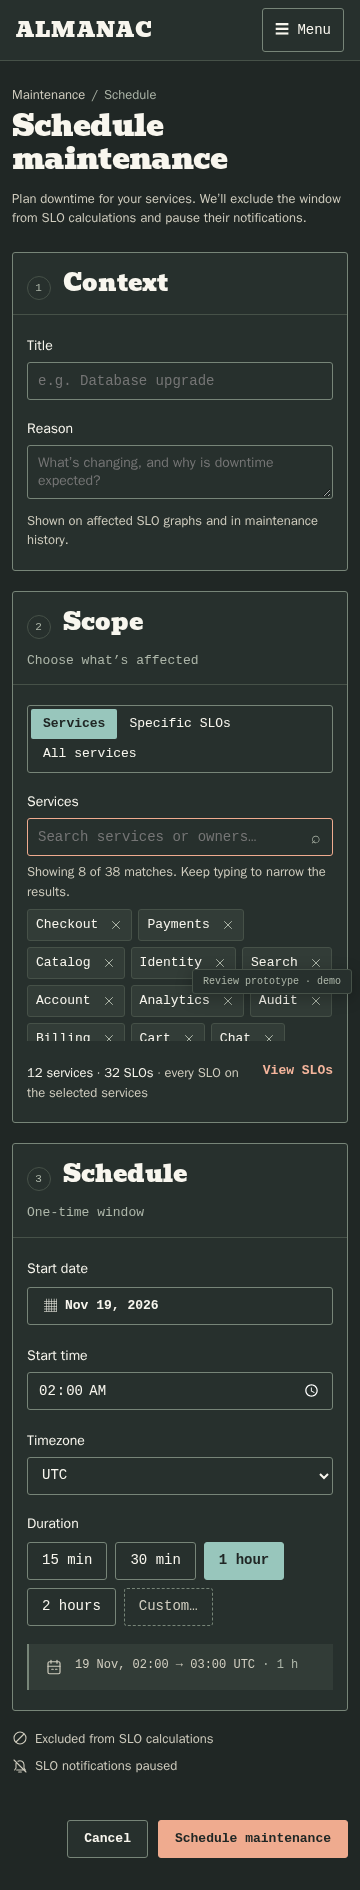 ALMANAC
☰ Menu
Maintenance / Schedule
Schedule
maintenance
Plan downtime for your services. We'll exclude the window
from SLO calculations and pause their notifications.
1 Context
Title
e.g. Database upgrade
Reason
What's changing, and why is downtime
expected?
Shown on affected SLO graphs and in maintenance
history.
2 Scope
Choose what's affected
Services Specific SLOs
All services
Services
Search services or owners…
Showing 8 of 38 matches. Keep typing to narrow the
results.
Checkout × Payments ×
Catalog × Identity × Search ×
Review prototype · demo
Account × Analytics × Audit ×
Billing × Cart × Chat ×
12 services · 32 SLOs · every SLO on
the selected services
View SLOs
3 Schedule
One-time window
Start date
Nov 19, 2026
Start time
02:00 AM
Timezone
UTC
Duration
15 min 30 min 1 hour
2 hours Custom…
19 Nov, 02:00 → 03:00 UTC · 1 h
Excluded from SLO calculations
SLO notifications paused
Cancel Schedule maintenance